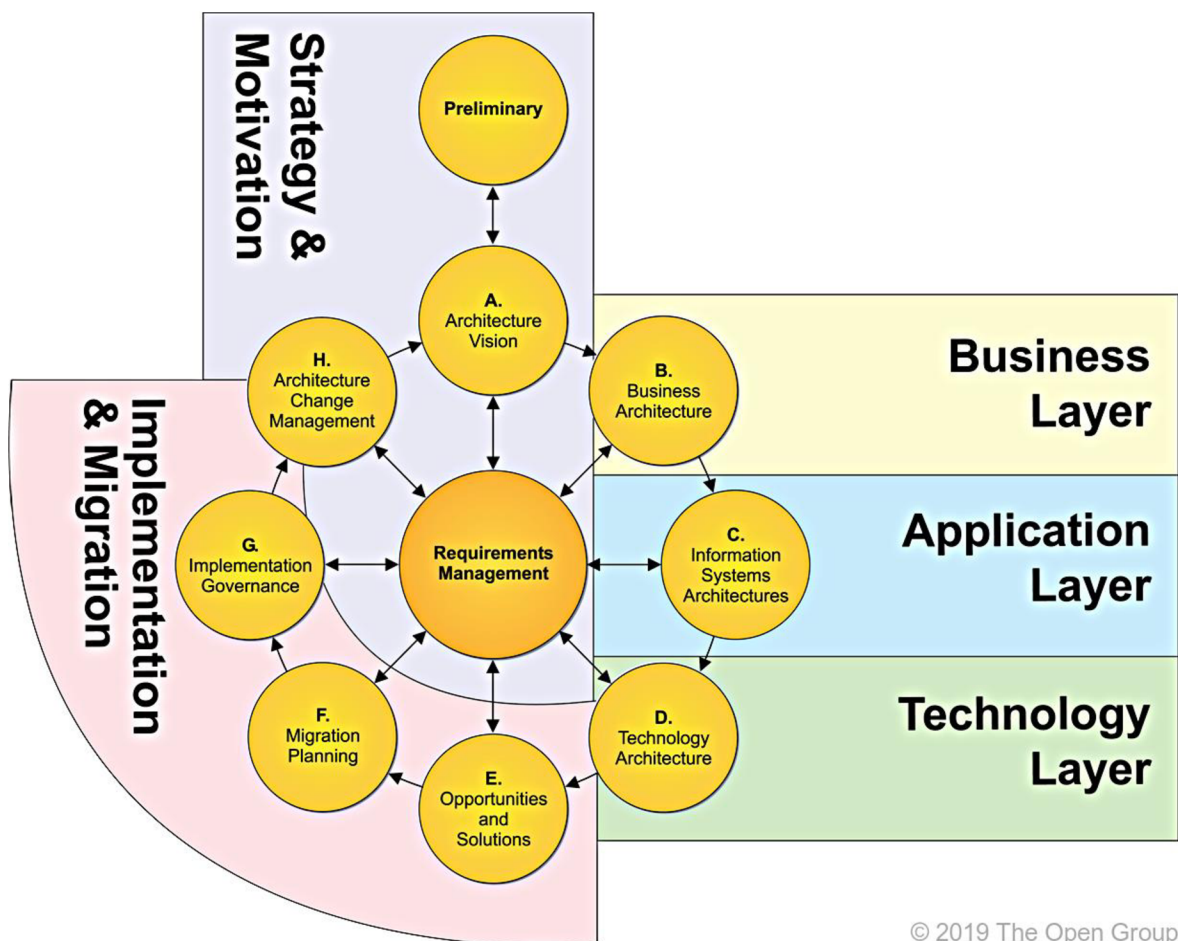 Strategy &
Motivation
Preliminary
A.
Architecture
Vision
H.
Architecture
Change
Management
B.
Business
Architecture
Business
Layer
Implementation
& Migration
G.
Implementation
Governance
Requirements
Management
C.
Information
Systems
Architectures
Application
Layer
F.
Migration
Planning
E.
Opportunities
and
Solutions
D.
Technology
Architecture
Technology
Layer
© 2019 The Open Group